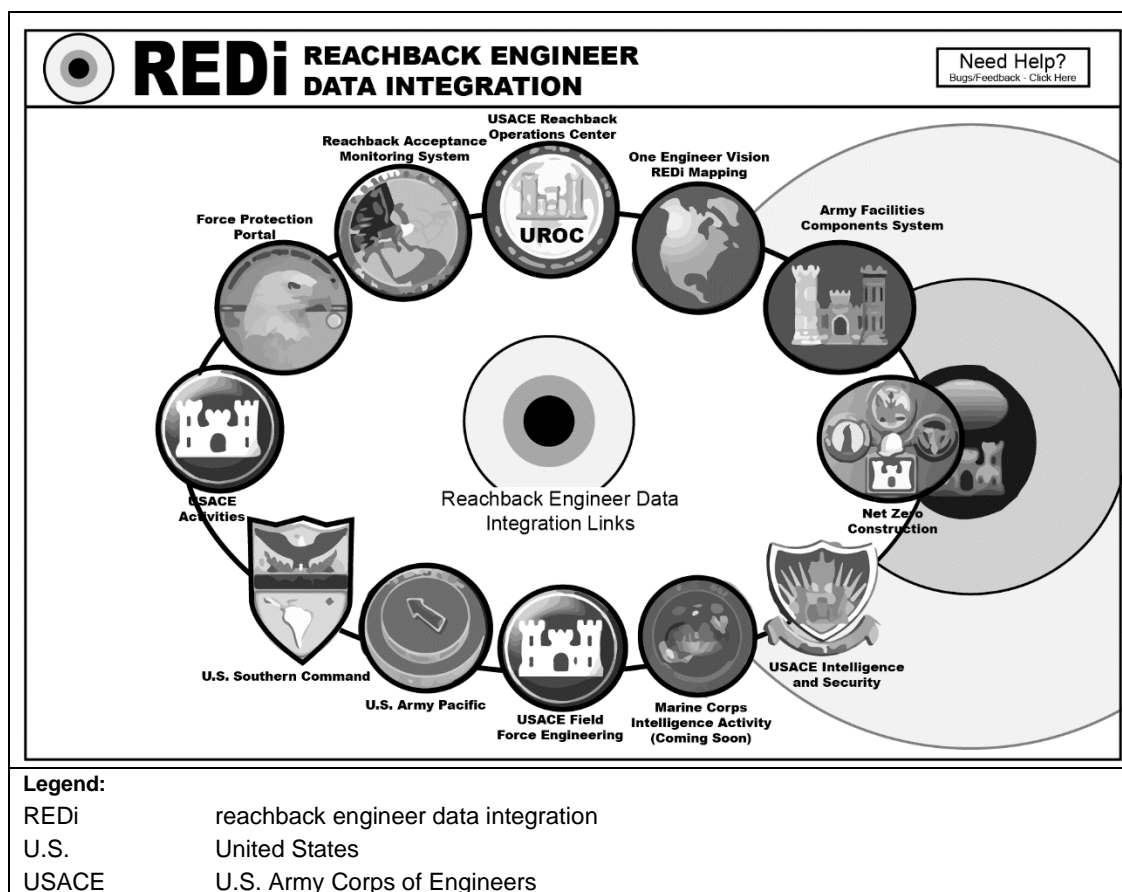 REDi REACHBACK ENGINEER
DATA INTEGRATION
Need Help?
Bugs/Feedback - Click Here
USACE Reachback
Operations Center
Reachback Acceptance
Monitoring System
One Engineer Vision
REDi Mapping
Force Protection
Portal
Army Facilities
Components System
UROC
USACE
Activities
Reachback Engineer Data
Integration Links
Net Zero
Construction
U.S. Southern Command
U.S. Army Pacific
USACE Field
Force Engineering
Marine Corps
Intelligence Activity
(Coming Soon)
USACE Intelligence
and Security
Legend:
REDi reachback engineer data integration
U.S. United States
USACE U.S. Army Corps of Engineers